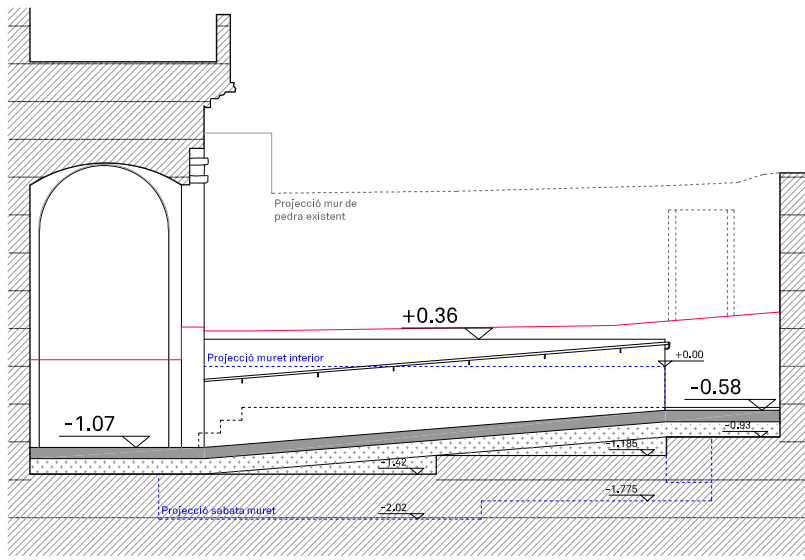 Projecció mur de
pedra existent
+0.36
Projecció muret interior
+0.00
-0.58
-1.07
-0.93
-1.185
-1.42
-1.775
Projecció sabata muret
-2.02